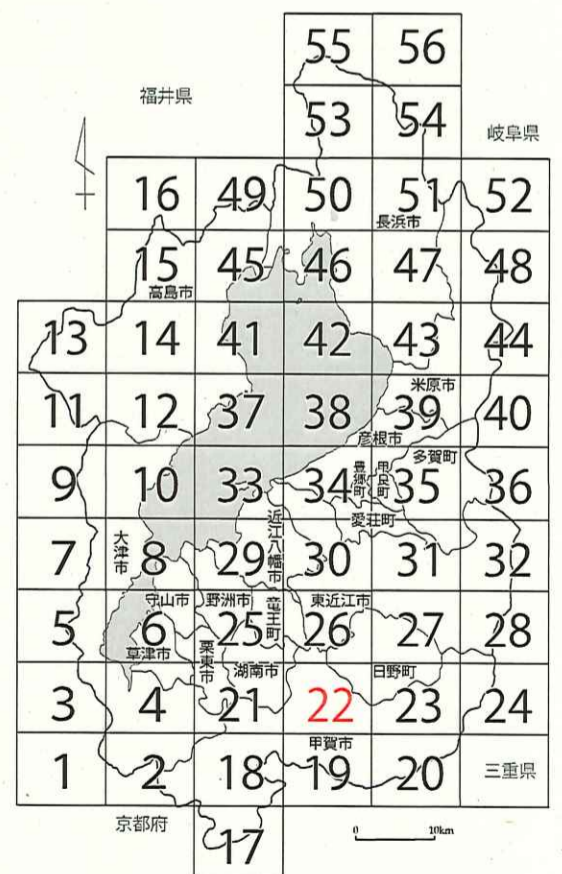 55 56
福井県
53 54
岐阜県
16 49 50 51 52
長浜市
15 45 46 47 48
高島市
13 14 41 42 43 44
米原市
11 12 37 38 39 40
彦根市
多賀町
9 10 33 34 豊郷町 甲良町 35 36
愛荘町
大津市
近江八幡市
7 8 29 30 31 32
守山市 野洲市 竜王町 東近江市
5 6 25 26 27 28
草津市 栗東市 湖南市 日野町
3 4 21 22 23 24
甲賀市
1 2 18 19 20 三重県
京都府
17
0 10km